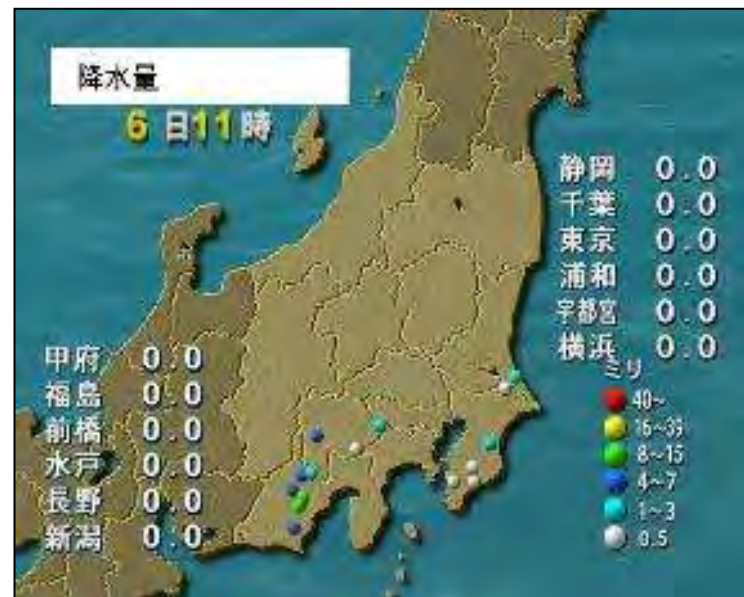 降水量
6日11時
静岡 0.0
千葉 0.0
東京 0.0
浦和 0.0
宇都宮 0.0
横浜 0.0
甲府 0.0
福島 0.0
前橋 0.0
水戸 0.0
長野 0.0
新潟 0.0
ミリ
40~
16~39
8~15
4~7
1~3
0.5